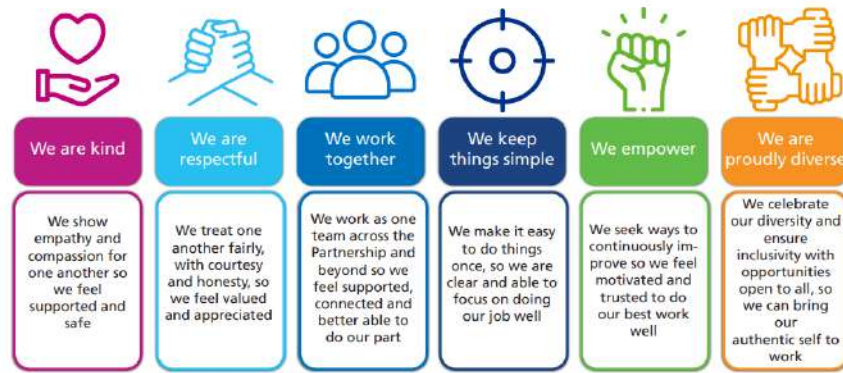 We are kind
We are
respectful
We work
together
We keep
things simple
We empower
We are
proudly diverse
We show
empathy and
compassion for
one another so
we feel
supported and
safe
We treat one
another fairly,
with courtesy
and honesty, so
we feel valued
and appreciated
We work as one
team across the
Partnership and
beyond so we
feel supported,
connected and
better able to
do our part
We make it easy
to do things
once, so we are
clear and able to
focus on doing
our job well
We seek ways to
continuously im-
prove so we feel
motivated and
trusted to do
our best work
well
We celebrate
our diversity and
ensure
inclusivity with
opportunities
open to all, so
we can bring
our
authentic self to
work